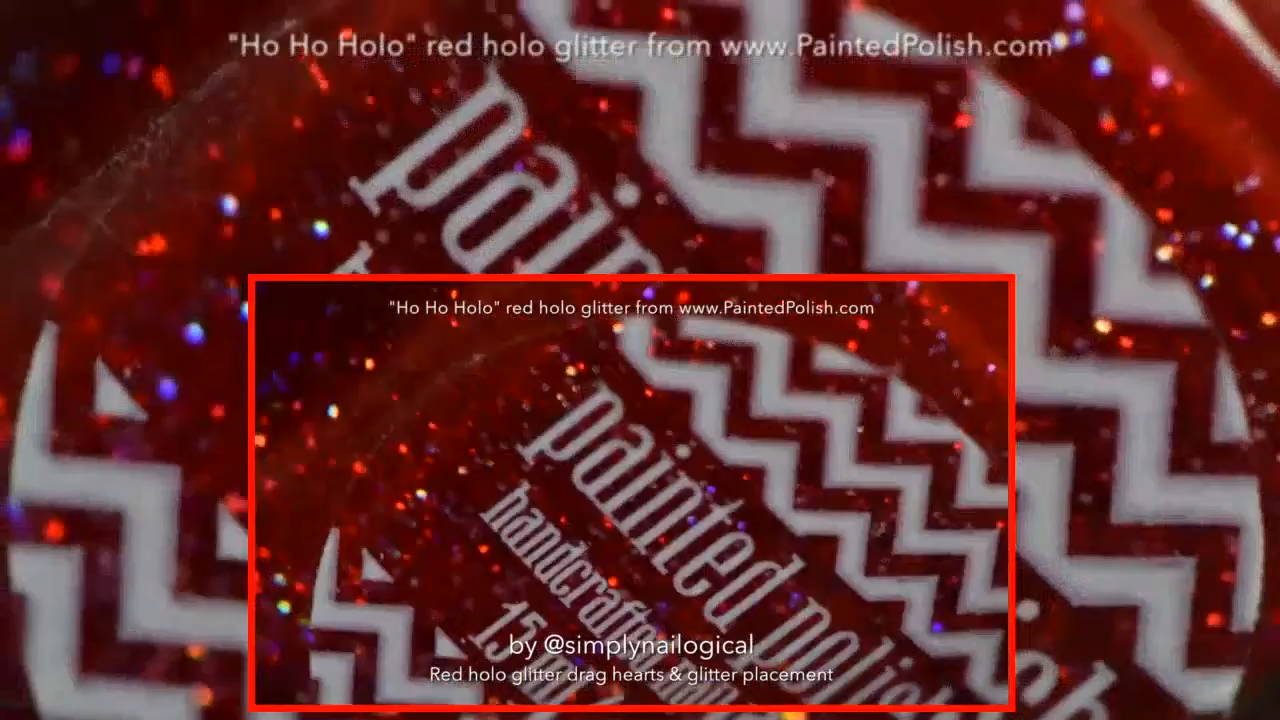 "Ho Ho Holo" red holo glitter from www.PaintedPolish.com
"Ho Ho Holo" red holo glitter from www.PaintedPolish.com
painted polish
15
by @simplynailogical
Red holo glitter drag hearts & glitter placement